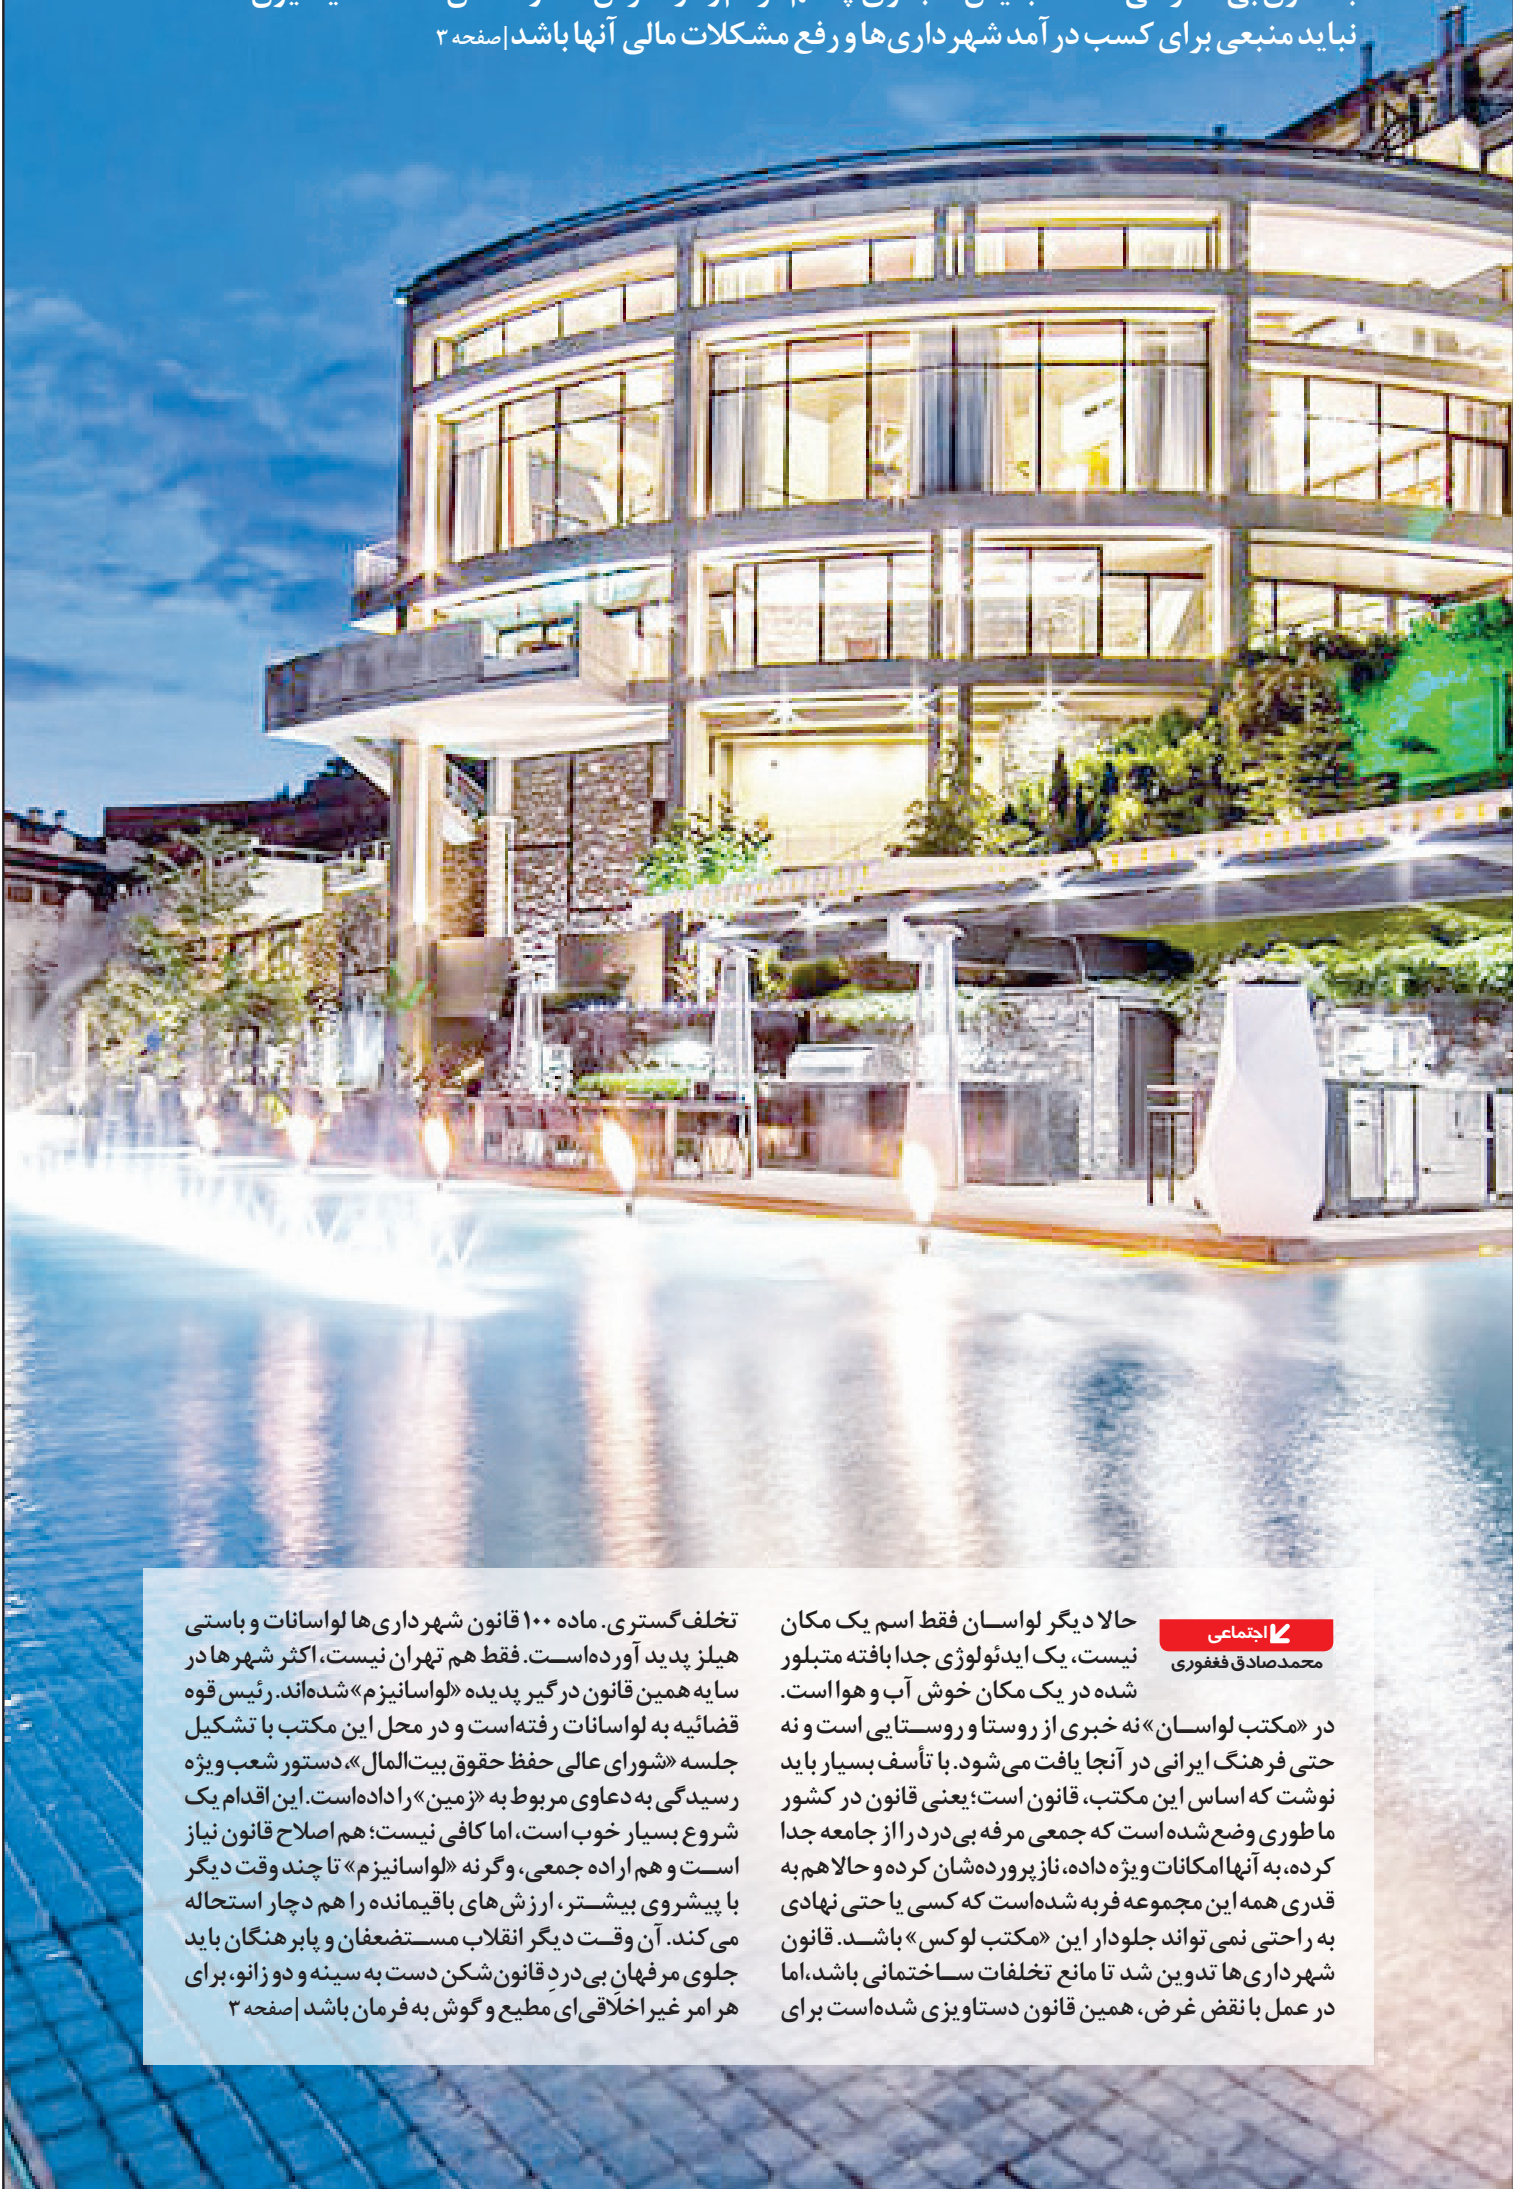 نباید منبعی برای کسب درآمد شهرداری‌ها و رفع مشکلات مالی آنها باشد|صفحه ۳
اجتماعی
محمدصادق فغفوری
حالا دیگر لواسـان فقط اسم یک مکان
نیست، یک ایدئولوژی جدا بافته متبلور
شده در یک مکان خوش آب و هوا است.
در «مکتب لواسـان» نه خبری از روستا و روسـتایی است و نه
حتی فرهنگ ایرانی در آنجا یافت می‌شود. با تأسف بسیار باید
نوشت که اساس این مکتب، قانون است؛ یعنی قانون در کشور
ما طوری وضع شده است که جمعی مرفه بی‌درد را از جامعه جدا
کرده، به آنها امکانات ویژه داده، نازپرورده‌شان کرده و حالا هم به
قدری همه این مجموعه فربه شده‌است که کسی یا حتی نهادی
به راحتی نمی‌تواند جلودار این «مکتب لوکس» باشـد. قانون
شهرداری‌ها تدوین شد تا مانع تخلفات سـاختمانی باشد، اما
در عمل با نقض غرض، همین قانون دستاویزی شده‌است برای
تخلف‌گستری. ماده ۱۰۰ قانون شهرداری‌ها لواسانات و باستی
هیلز پدید آورده‌اسـت. فقط هم تهران نیست، اکثر شهرها در
سایه همین قانون درگیر پدیده «لواسانیزم» شده‌اند. رئیس قوه
قضائیه به لواسانات رفته‌است و در محل این مکتب با تشکیل
جلسه «شورای عالی حفظ حقوق بیت‌المال»، دستور شعب ویژه
رسیدگی به دعاوی مربوط به «زمین» را داده‌است. این اقدام یک
شروع بسیار خوب است، اما کافی نیست؛ هم اصلاح قانون نیاز
اسـت و هم اراده جمعی، وگرنه «لواسانیزم» تا چند وقت دیگر
با پیشروی بیشـتر، ارزش‌های باقیمانده را هم دچار استحاله
می‌کند. آن وقـت دیگر انقلاب مسـتضعفان و پابرهنگان باید
جلوی مرفهانِ بی‌دردِ قانون‌شکن دست به سینه و دو زانو، برای
هر امر غیراخلاقی‌ای مطیع و گوش به فرمان باشد |صفحه ۳